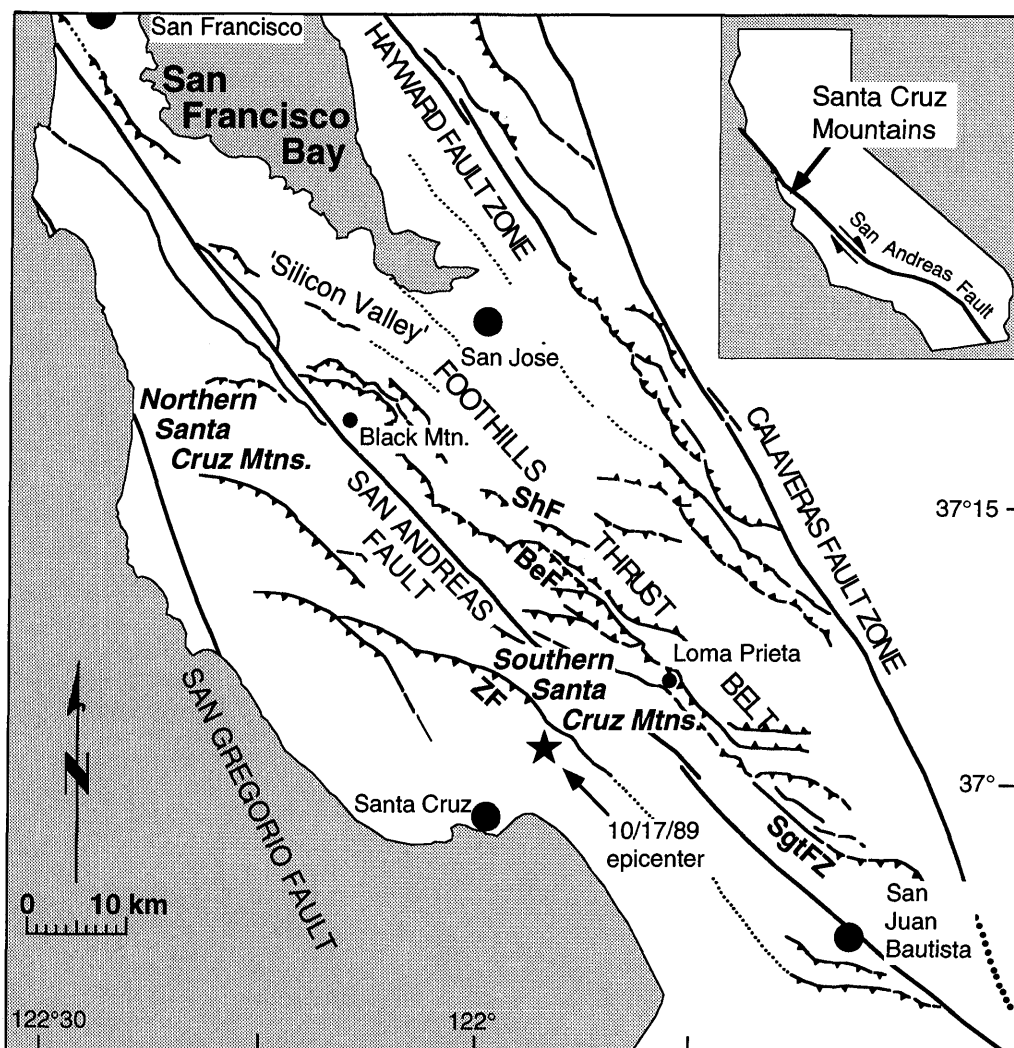 San Francisco
San
Francisco
Bay
HAYWARD FAULT ZONE
Santa Cruz
Mountains
San Andreas Fault
'Silicon Valley'
San Jose
FOOTHILLS
THRUST
BELT
Northern
Santa
Cruz Mtns.
Black Mtn.
SAN ANDREAS
FAULT
CALAVERAS FAULT ZONE
ShF
BeF
37°15
Loma Prieta
Southern
Santa
Cruz Mtns.
ZF
SAN GREGORIO FAULT
N
Santa Cruz
10/17/89
epicenter
37°
SgtFZ
San
Juan
Bautista
0 10 km
122°30
122°